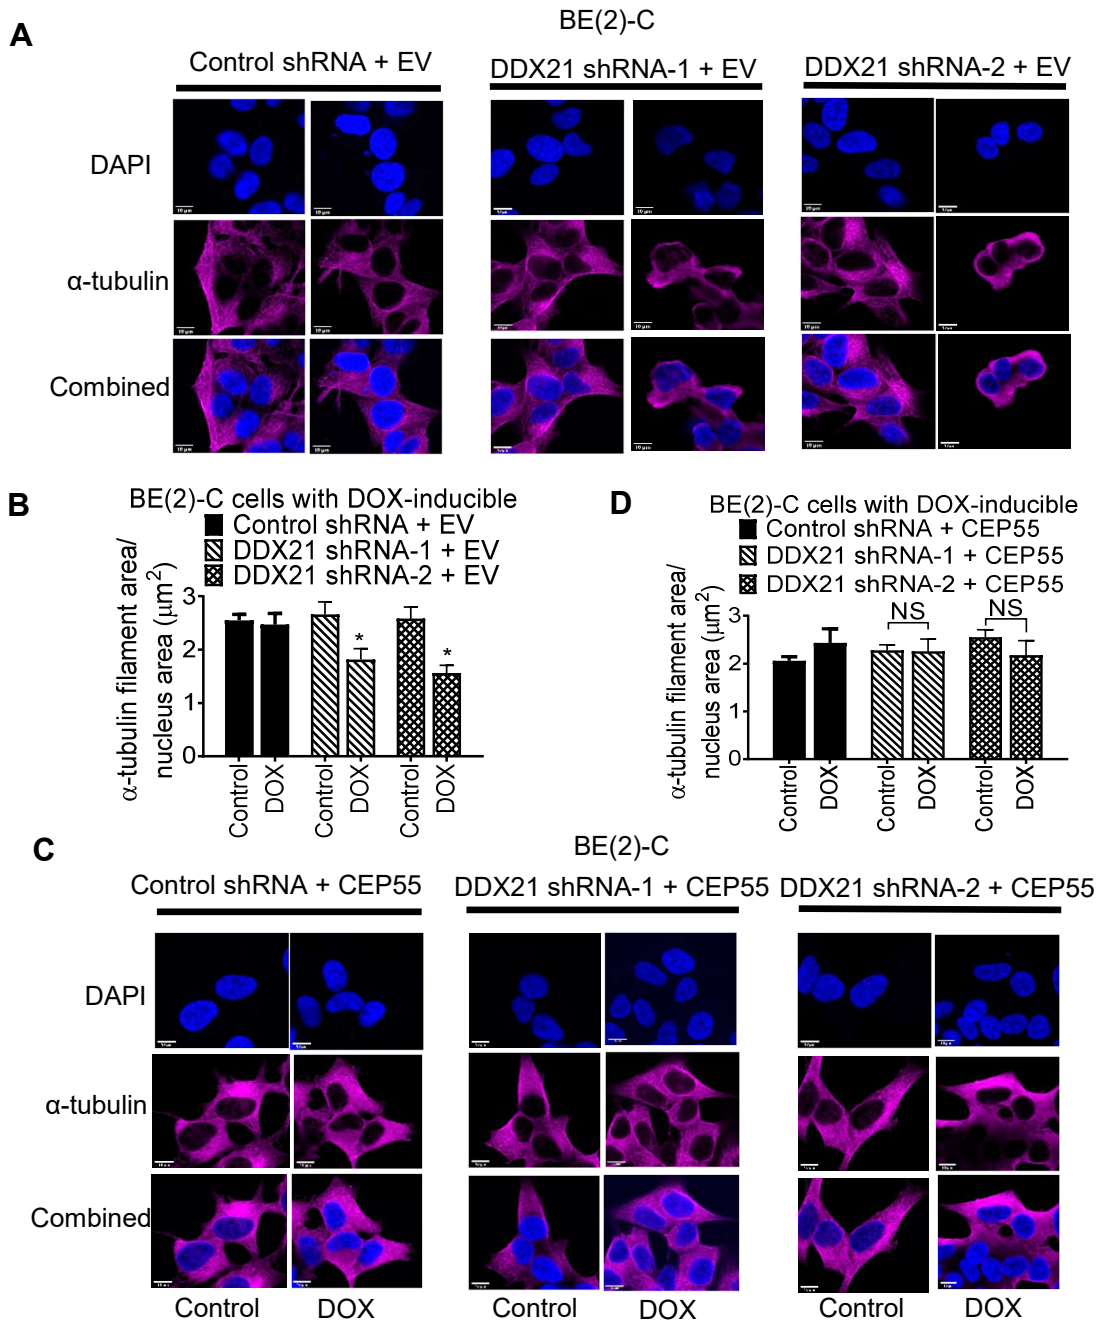 A
BE(2)-C
Control shRNA + EV
DDX21 shRNA-1 + EV
DDX21 shRNA-2 + EV
DAPI
α-tubulin
Combined
B
BE(2)-C cells with DOX-inducible
Control shRNA + EV
DDX21 shRNA-1 + EV
DDX21 shRNA-2 + EV
α-tubulin filament area/
nucleus area (μm²)
3
2
1
0
*
*
Control
DOX
Control
DOX
Control
DOX
D
BE(2)-C cells with DOX-inducible
Control shRNA + CEP55
DDX21 shRNA-1 + CEP55
DDX21 shRNA-2 + CEP55
α-tubulin filament area/
nucleus area (μm²)
3
2
1
0
NS
NS
Control
DOX
Control
DOX
Control
DOX
C
BE(2)-C
Control shRNA + CEP55
DDX21 shRNA-1 + CEP55
DDX21 shRNA-2 + CEP55
DAPI
α-tubulin
Combined
Control
DOX
Control
DOX
Control
DOX